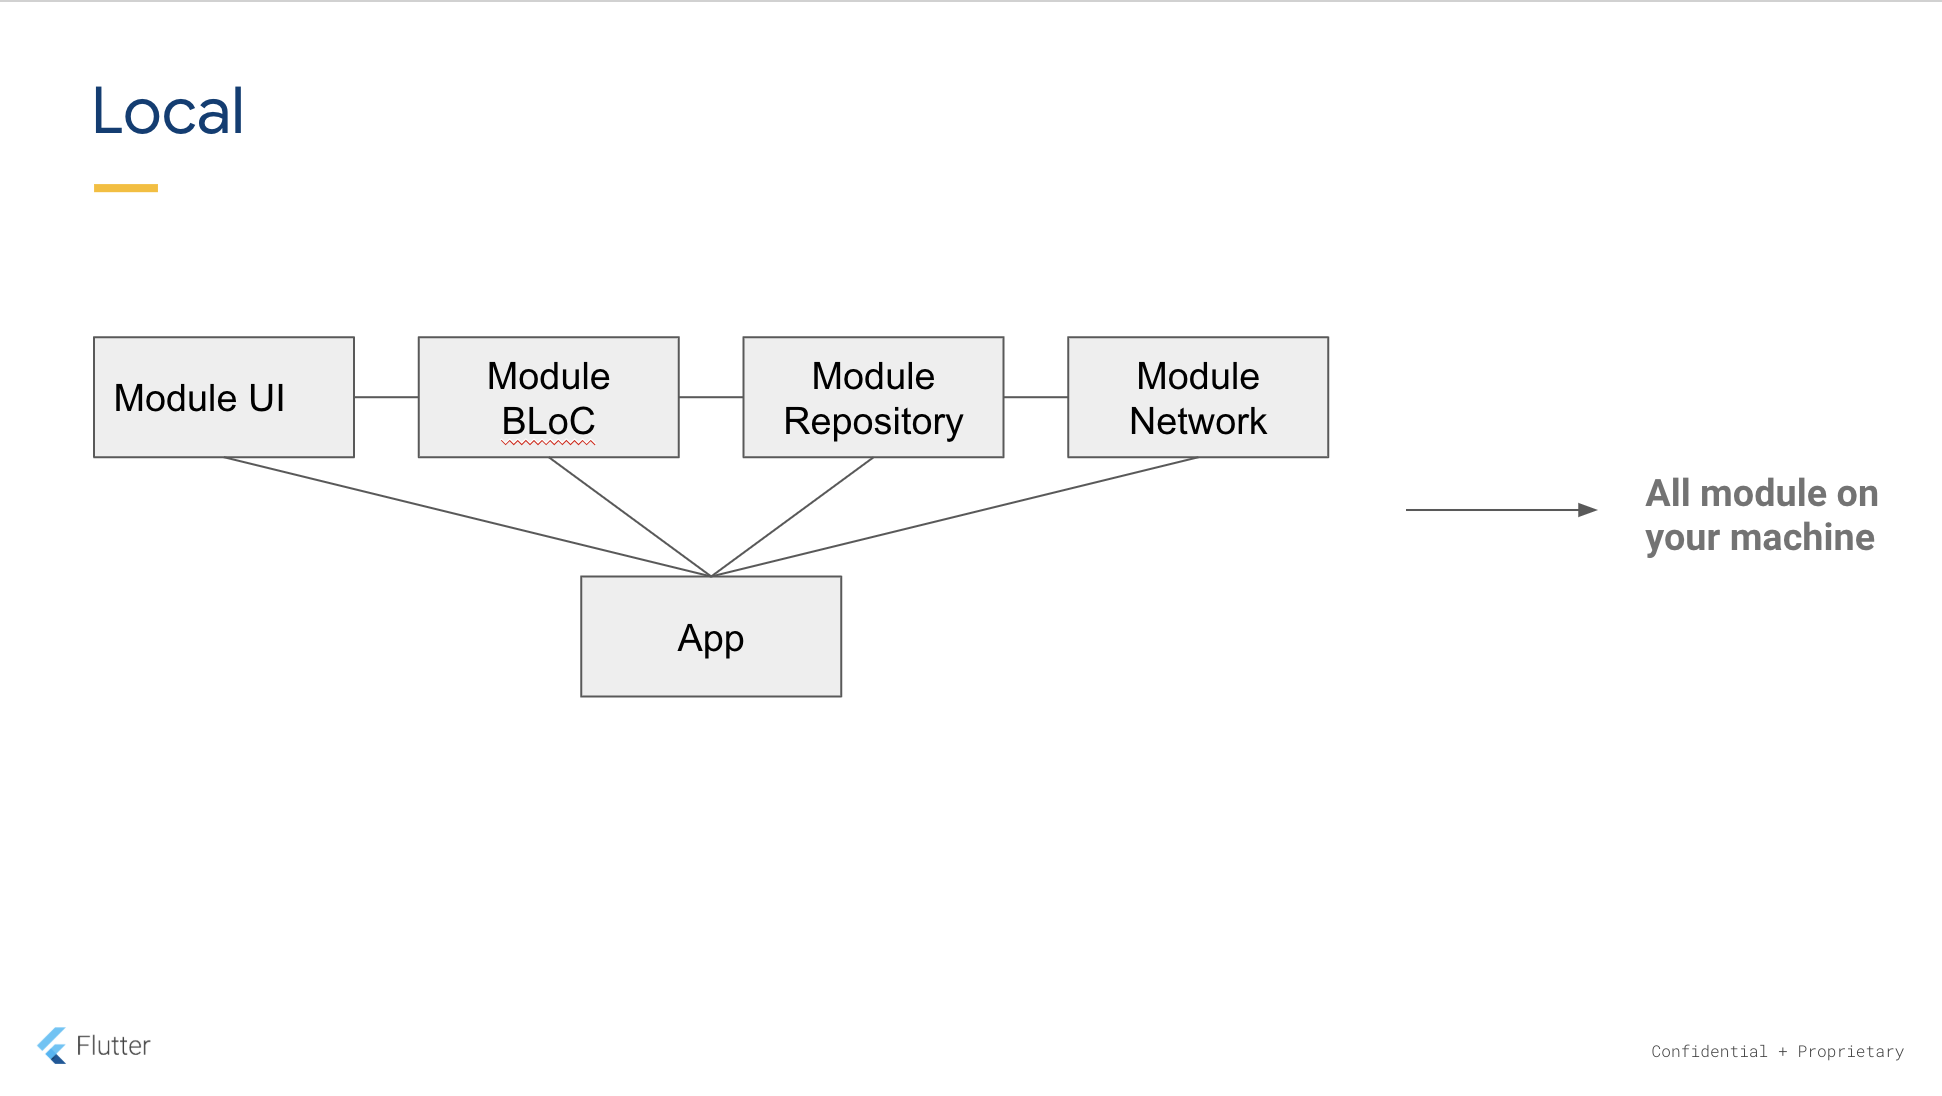 Local
Module UI
Module
BLoC
Module
Repository
Module
Network
All module on
your machine
App
Flutter
Confidential + Proprietary